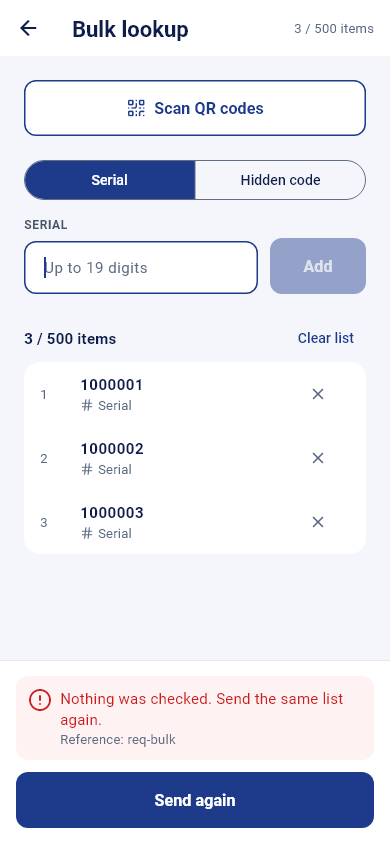 Bulk lookup
3 / 500 items
Scan QR codes
Serial
Hidden code
SERIAL
Up to 19 digits
Add
3 / 500 items
Clear list
1
1000001
# Serial
2
1000002
# Serial
3
1000003
# Serial
Nothing was checked. Send the same list
again.
Reference: req-bulk
Send again